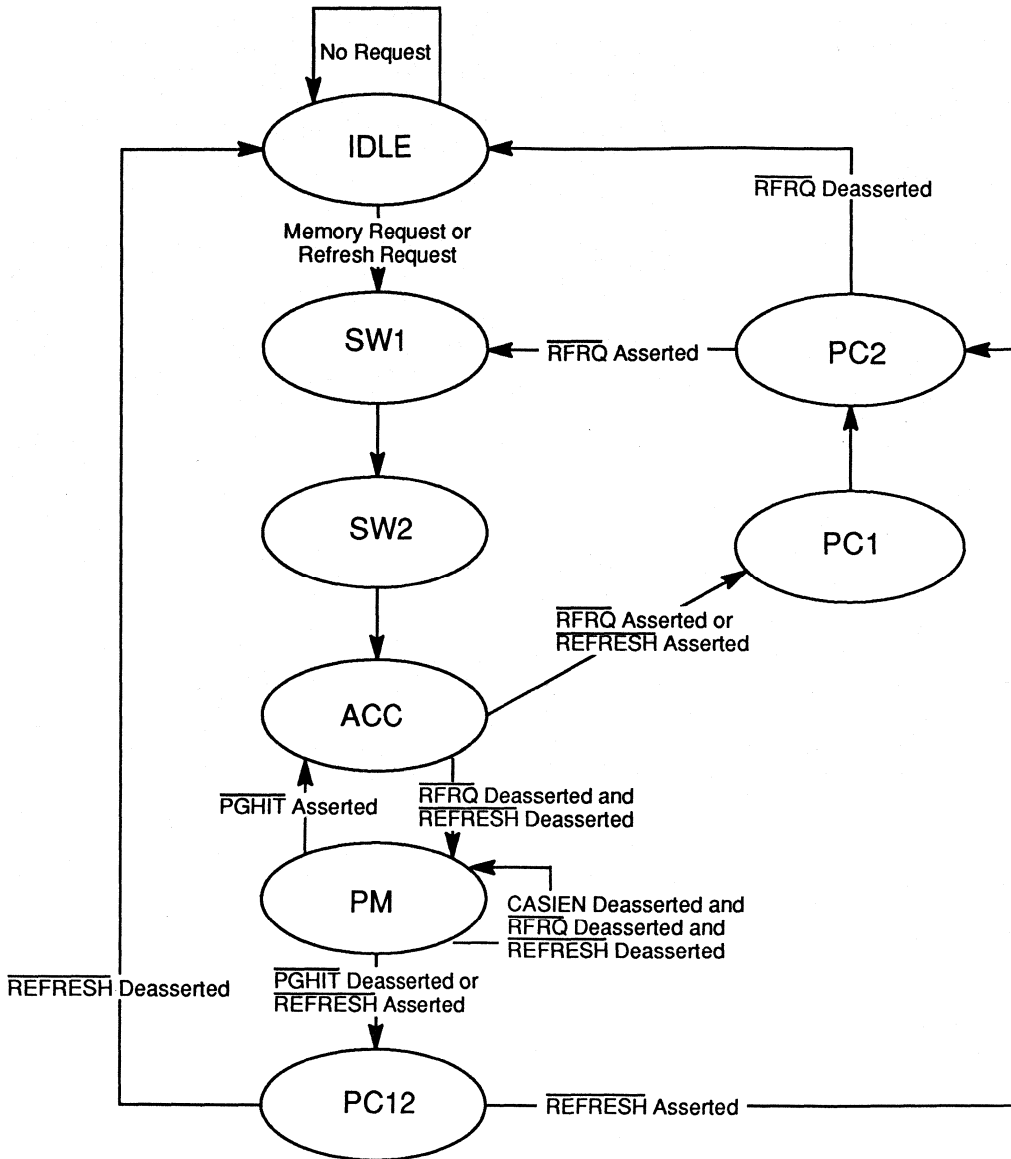 No Request
IDLE
RFRQ Deasserted
Memory Request or
Refresh Request
SW1
RFRQ Asserted
PC2
SW2
PC1
RFRQ Asserted or
REFRESH Asserted
ACC
PGHIT Asserted
RFRQ Deasserted and
REFRESH Deasserted
PM
CASIEN Deasserted and
RFRQ Deasserted and
REFRESH Deasserted
REFRESH Deasserted
PGHIT Deasserted or
REFRESH Asserted
PC12
REFRESH Asserted